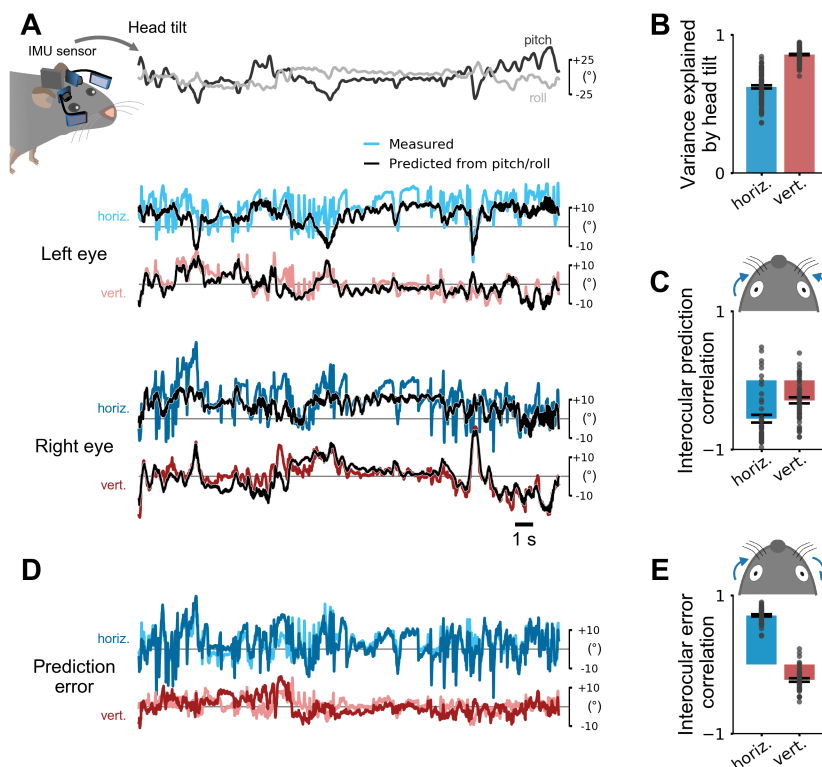 A
Head tilt
IMU sensor
pitch
roll
+25
(°)
-25
Measured
Predicted from pitch/roll
horiz.
+10
(°)
-10
Left eye
vert.
+10
(°)
-10
horiz.
+10
(°)
-10
Right eye
vert.
+10
(°)
-10
1 s
B
Variance explained
by head tilt
1
0
horiz.
vert.
C
Interocular prediction
correlation
1
−1
horiz.
vert.
D
horiz.
+10
(°)
-10
Prediction
error
vert.
+10
(°)
-10
E
Interocular error
correlation
1
−1
horiz.
vert.